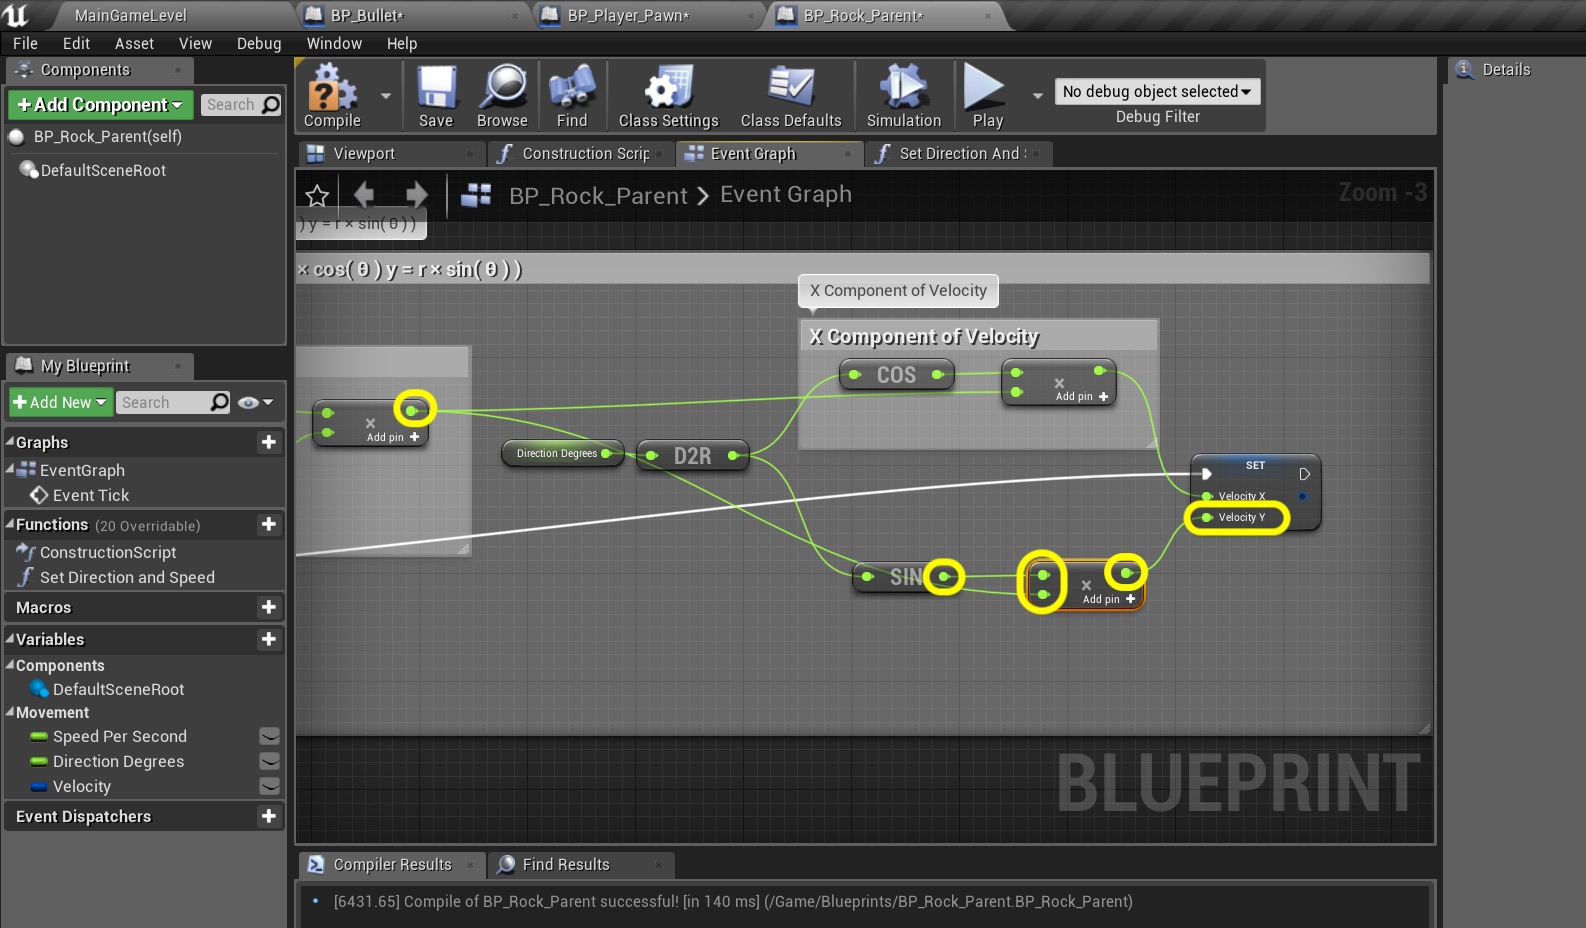 MainGameLevel
BP_Bullet*
BP_Player_Pawn*
BP_Rock_Parent*
File Edit Asset View Debug Window Help
Components
+Add Component
Search
BP_Rock_Parent(self)
DefaultSceneRoot
Compile
Save
Browse
Find
Class Settings
Class Defaults
Simulation
Play
No debug object selected
Debug Filter
Details
Viewport
Construction Scrip
Event Graph
Set Direction And
BP_Rock_Parent > Event Graph
Zoom -3
) y = r × sin( θ ) )
× cos( θ ) y = r × sin( θ ) )
X Component of Velocity
X Component of Velocity
COS
×
Add pin +
×
Add pin +
Direction Degrees
D2R
SET
Velocity X
Velocity Y
SIN
×
Add pin +
BLUEPRINT
My Blueprint
+Add New
Search
Graphs
EventGraph
Event Tick
Functions (20 Overridable)
ConstructionScript
Set Direction and Speed
Macros
Variables
Components
DefaultSceneRoot
Movement
Speed Per Second
Direction Degrees
Velocity
Event Dispatchers
Compiler Results
Find Results
[6431.65] Compile of BP_Rock_Parent successful! [in 140 ms] (/Game/Blueprints/BP_Rock_Parent.BP_Rock_Parent)